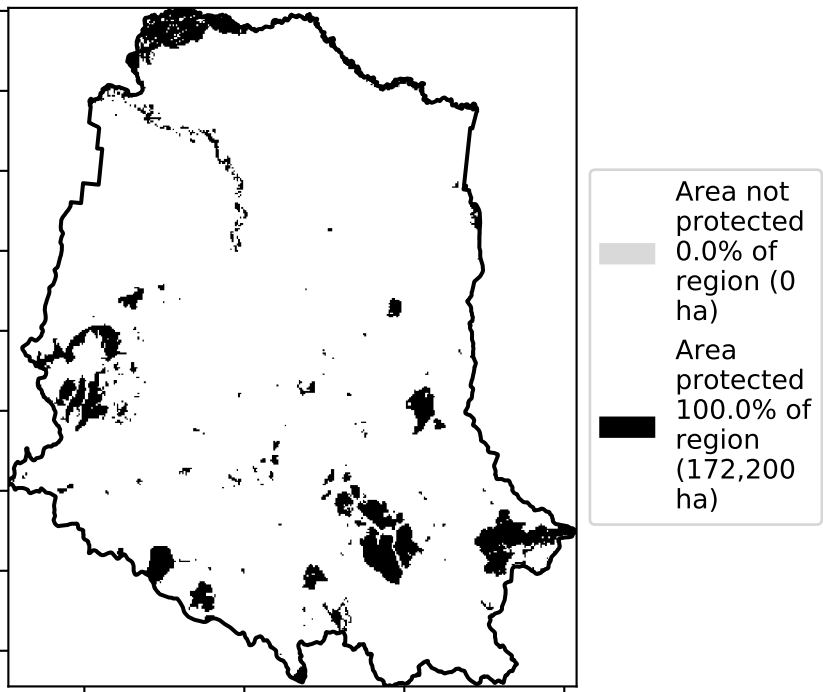 Area not
protected
0.0% of
region (0
ha)
Area
protected
100.0% of
region
(172,200
ha)